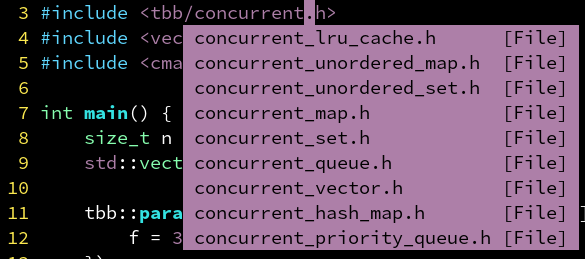 3 #include <tbb/concurrent.h>
4 #include <vec concurrent_lru_cache.h [File]
5 #include <cma concurrent_unordered_map.h [File]
6 concurrent_unordered_set.h [File]
7 int main() { concurrent_map.h [File]
8 size_t n concurrent_set.h [File]
9 std::vect concurrent_queue.h [File]
10 concurrent_vector.h [File]
11 tbb::para concurrent_hash_map.h [File] ]
12 f = 3 concurrent_priority_queue.h [File]
13 })